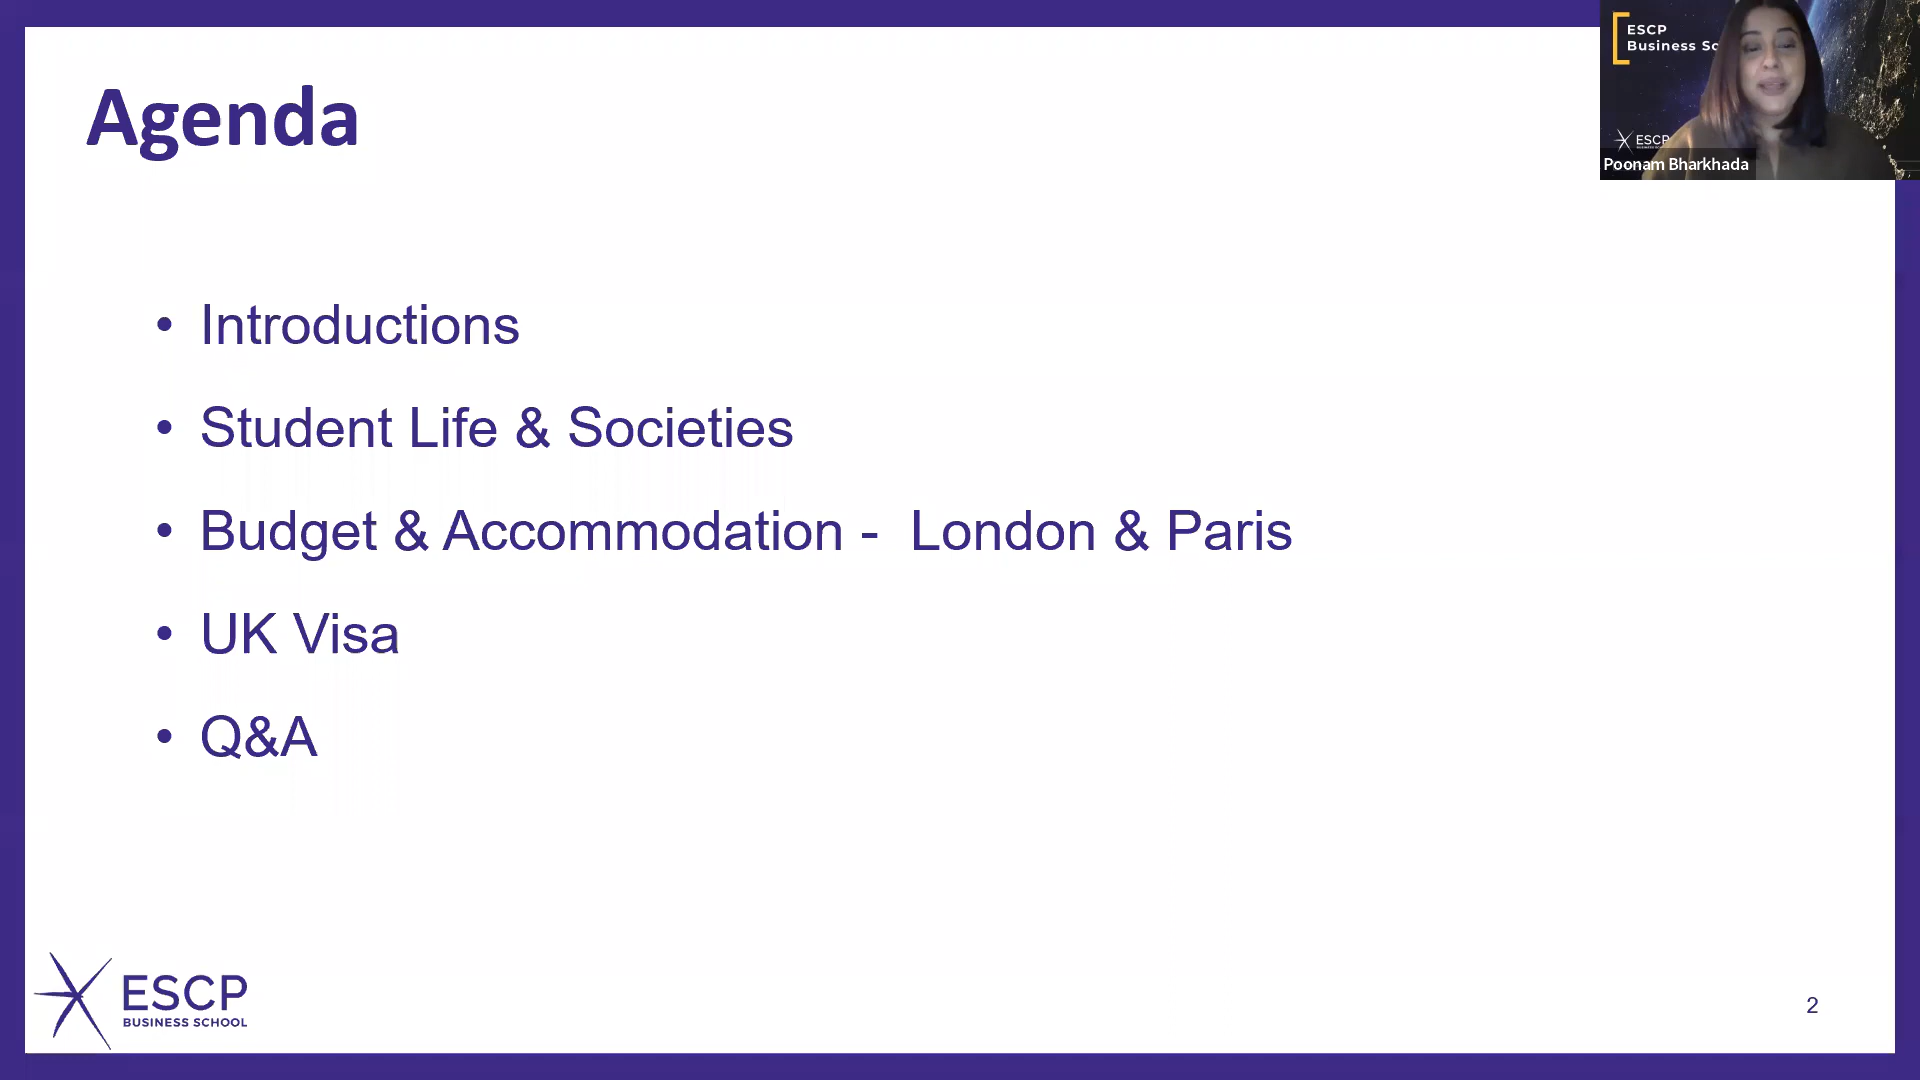 Agenda
• Introductions
• Student Life & Societies
• Budget & Accommodation - London & Paris
• UK Visa
• Q&A
ESCP
BUSINESS SCHOOL
2
ESCP
Business Sc
ESCP
Poonam Bharkhada